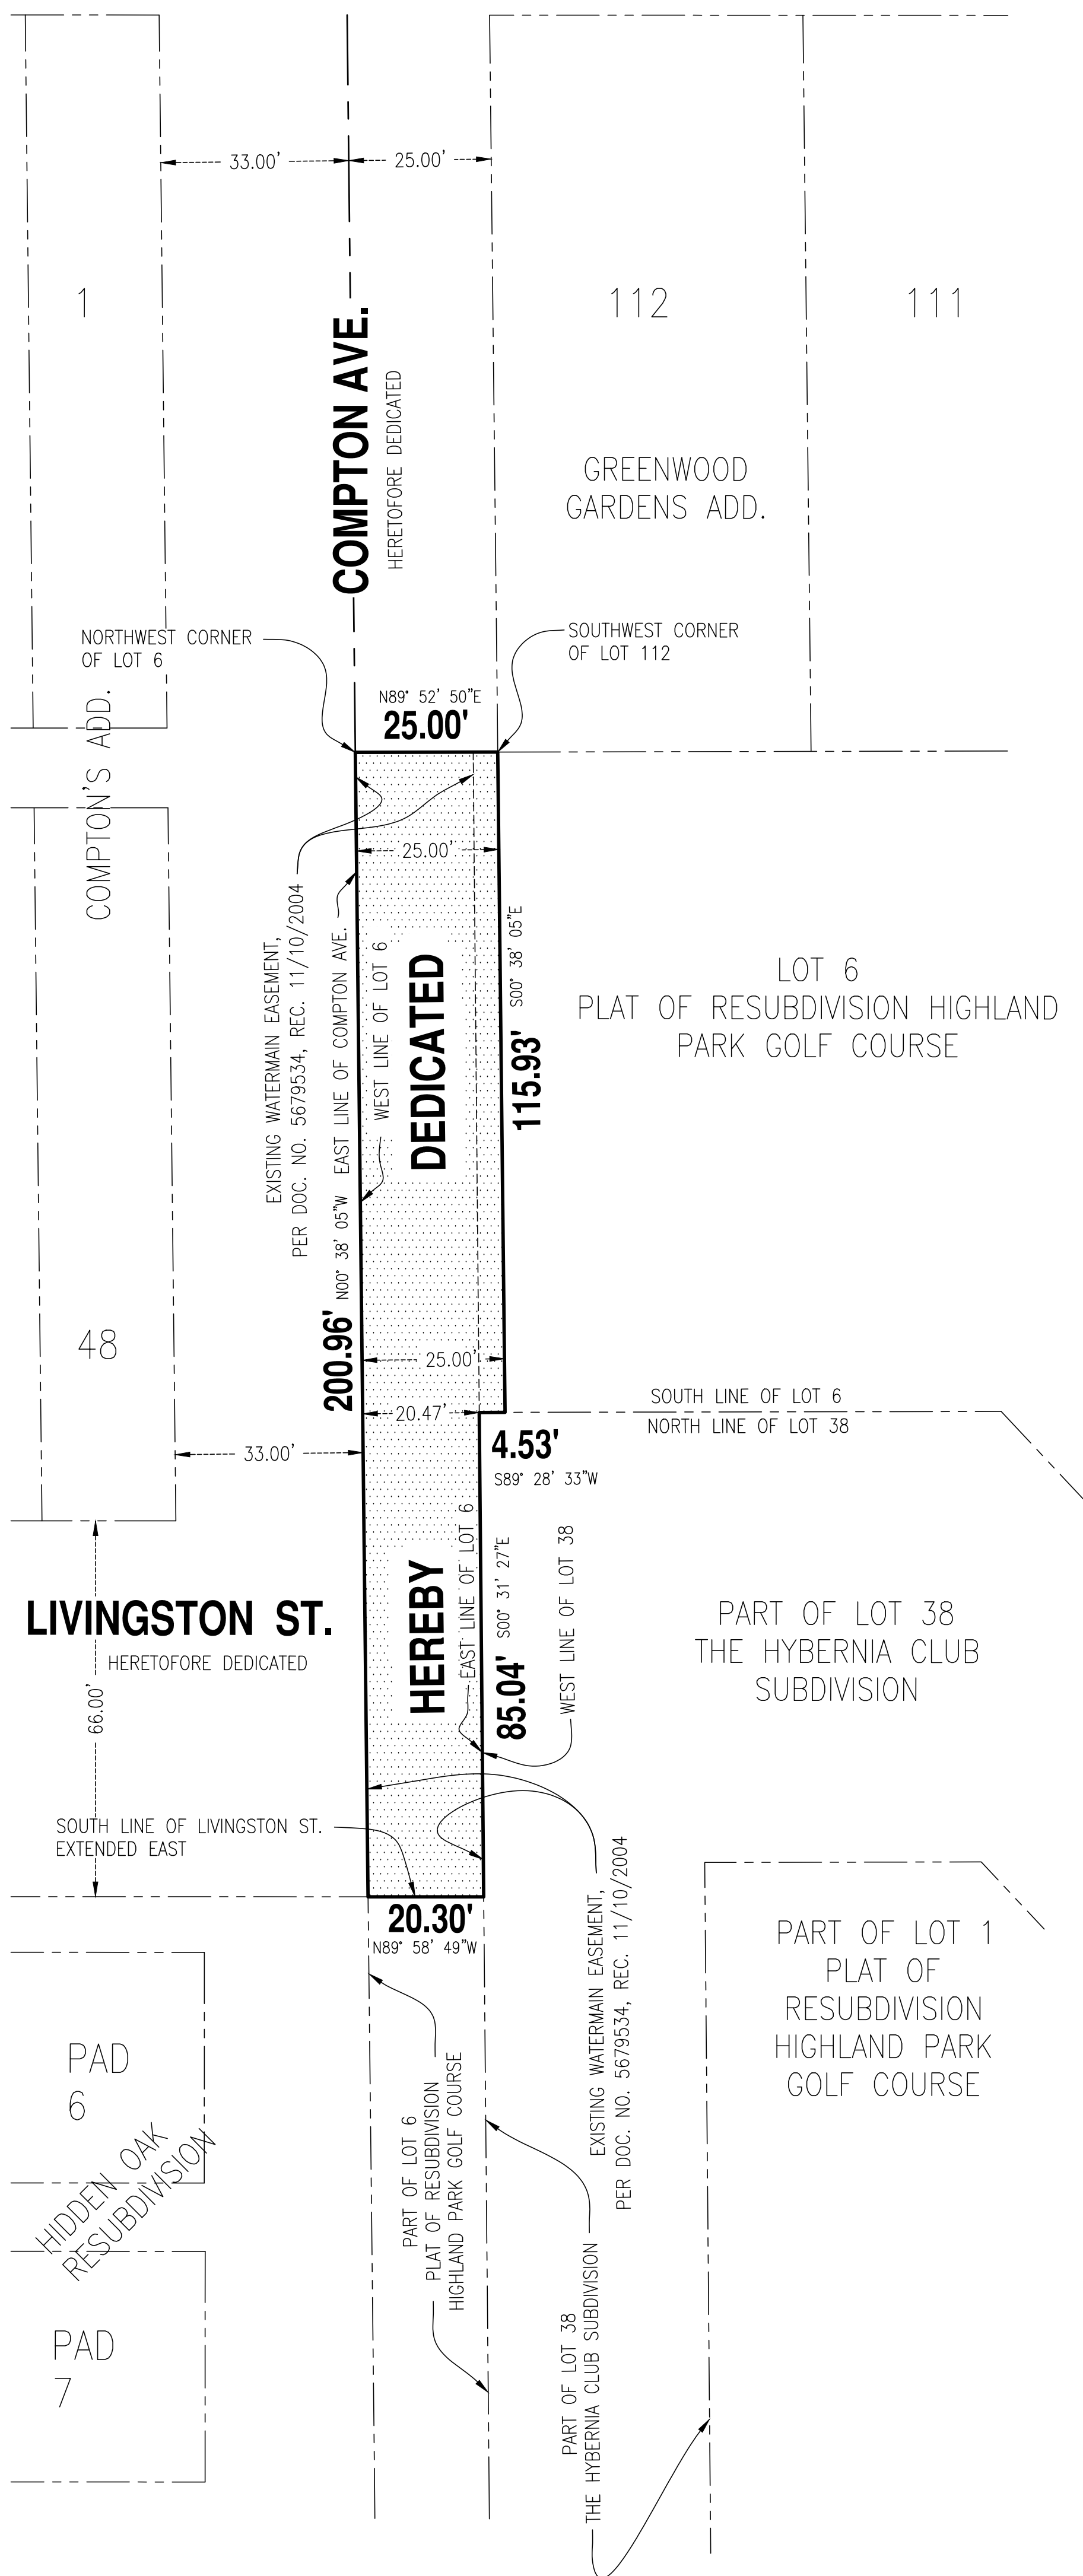 33.00'
25.00'
1
112
111
COMPTON AVE.
HERETOFORE DEDICATED
GREENWOOD
GARDENS ADD.
NORTHWEST CORNER
OF LOT 6
SOUTHWEST CORNER
OF LOT 112
COMPTON'S ADD.
N89° 52' 50"E
25.00'
25.00'
EXISTING WATERMAIN EASEMENT,
PER DOC. NO. 5679534, REC. 11/10/2004
200.96' N00° 38' 05"W EAST LINE OF COMPTON AVE.
WEST LINE OF LOT 6
HEREBY DEDICATED
115.93' S00° 38' 05"E
LOT 6
PLAT OF RESUBDIVISION HIGHLAND
PARK GOLF COURSE
48
25.00'
20.47'
SOUTH LINE OF LOT 6
NORTH LINE OF LOT 38
33.00'
4.53'
S89° 28' 33"W
EAST LINE OF LOT 6
85.04' S00° 31' 27"E
WEST LINE OF LOT 38
LIVINGSTON ST.
HERETOFORE DEDICATED
66.00'
PART OF LOT 38
THE HYBERNIA CLUB
SUBDIVISION
SOUTH LINE OF LIVINGSTON ST.
EXTENDED EAST
20.30'
N89° 58' 49"W
EXISTING WATERMAIN EASEMENT,
PER DOC. NO. 5679534, REC. 11/10/2004
PART OF LOT 1
PLAT OF
RESUBDIVISION
HIGHLAND PARK
GOLF COURSE
PAD
6
HIDDEN OAK
RESUBDIVISION
PAD
7
PART OF LOT 6
PLAT OF RESUBDIVISION
HIGHLAND PARK GOLF COURSE
PART OF LOT 38
THE HYBERNIA CLUB SUBDIVISION